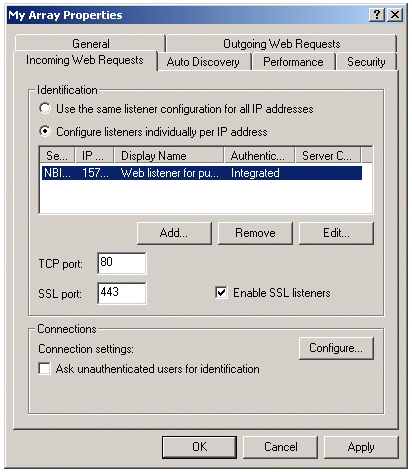 My Array Properties
General Outgoing Web Requests
Incoming Web Requests Auto Discovery Performance Security
Identification
Use the same listener configuration for all IP addresses
Configure listeners individually per IP address
Se... IP ... Display Name Authentic... Server C...
NBI... 157... Web listener for pu... Integrated
Add... Remove Edit...
TCP port: 80
SSL port: 443 Enable SSL listeners
Connections
Connection settings: Configure...
Ask unauthenticated users for identification
OK Cancel Apply